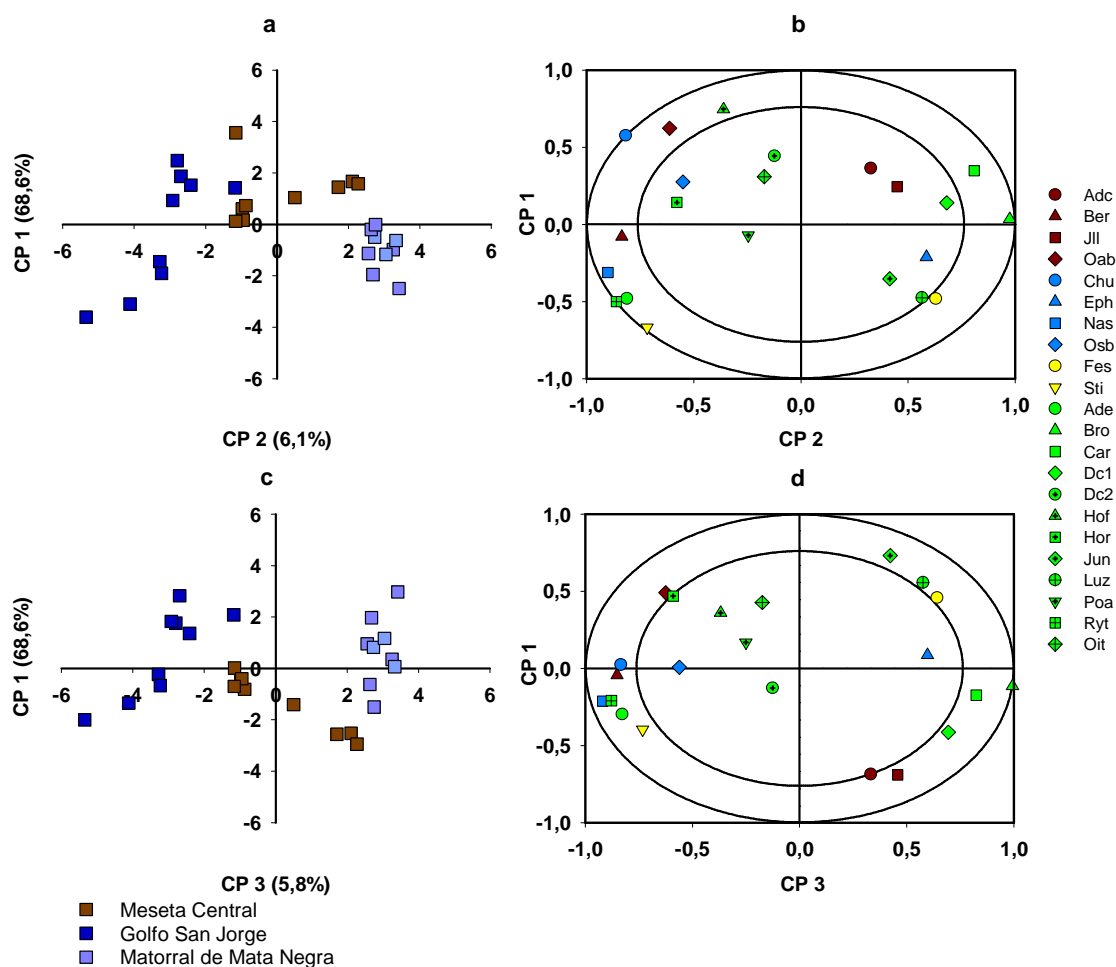 a
6
4
2
0
-6 -4 -2 0 2 4 6
-2
-4
-6
CP 1 (68,6%)
CP 2 (6,1%)
b
1,0
0,5
0,0
-0,5
-1,0
-1,0 -0,5 0,0 0,5 1,0
CP 1
CP 2
c
6
4
2
0
-6 -4 -2 0 2 4 6
-2
-4
-6
CP 1 (68,6%)
CP 3 (5,8%)
d
1,0
0,5
0,0
-0,5
-1,0
-1,0 -0,5 0,0 0,5 1,0
CP 1
CP 3
Adc
Ber
Jll
Oab
Chu
Eph
Nas
Osb
Fes
Sti
Ade
Bro
Car
Dc1
Dc2
Hof
Hor
Jun
Luz
Poa
Ryt
Oit
Meseta Central
Golfo San Jorge
Matorral de Mata Negra